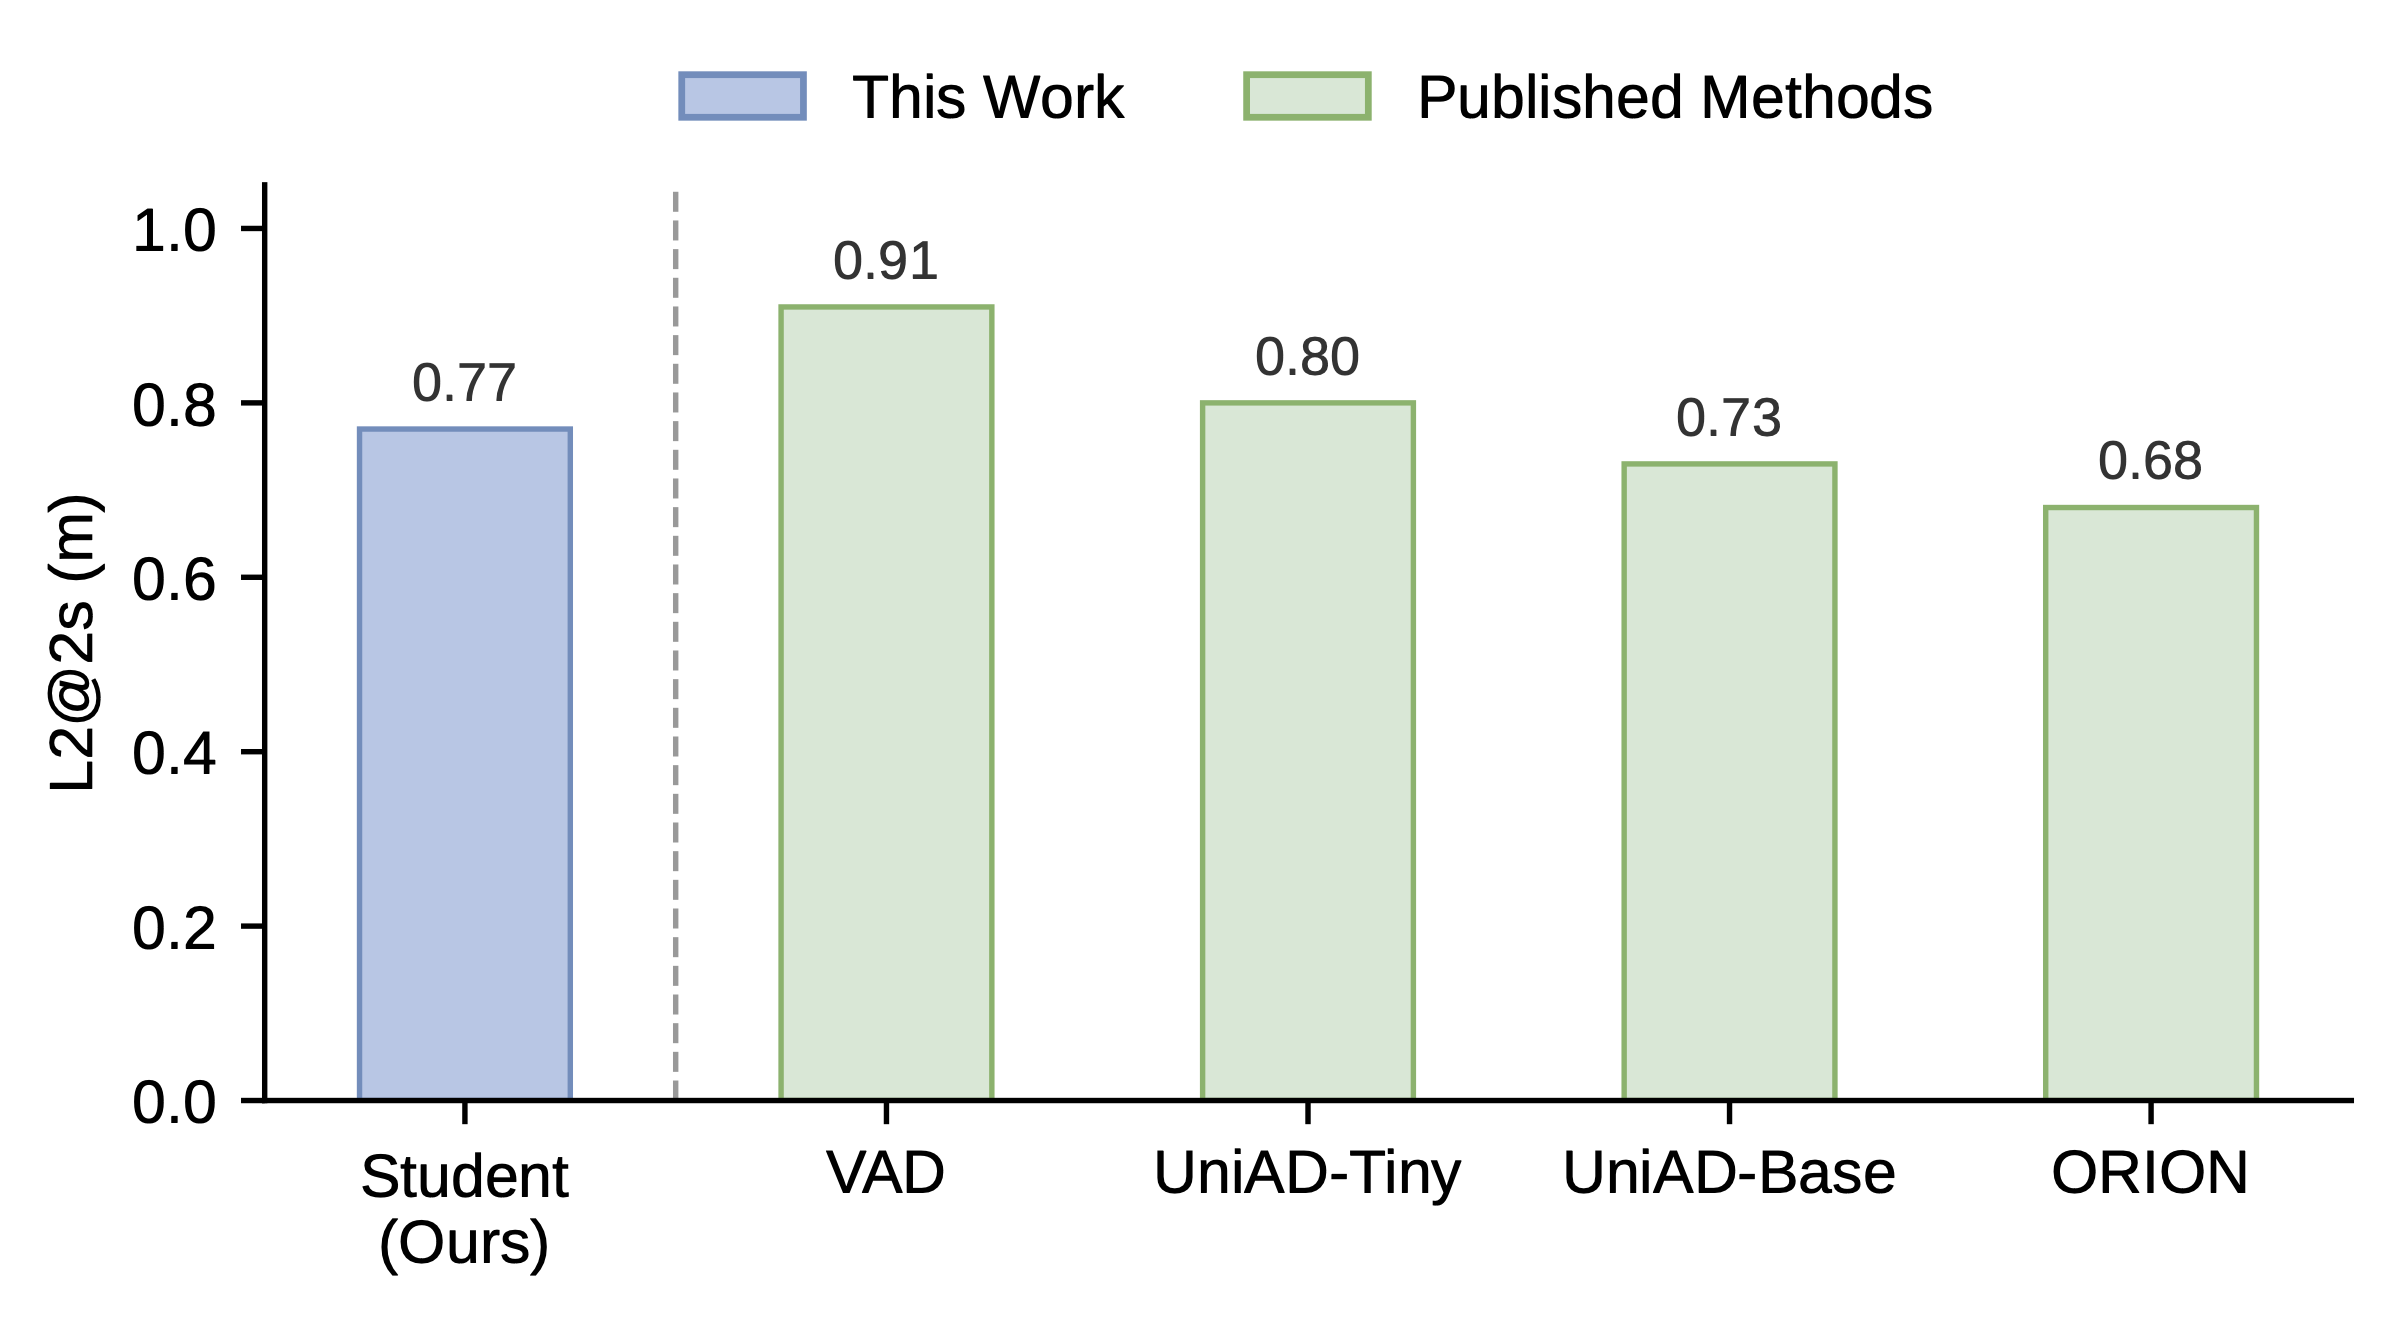 This Work
Published Methods
L2@2s (m)
1.0
0.8
0.6
0.4
0.2
0.0
0.77
0.91
0.80
0.73
0.68
Student
(Ours)
VAD
UniAD-Tiny
UniAD-Base
ORION